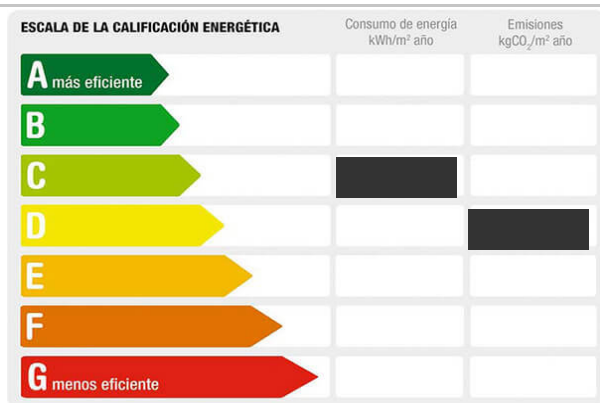 ESCALA DE LA CALIFICACIÓN ENERGÉTICA
Consumo de energía
kWh/m² año
Emisiones
kgCO₂/m² año
A más eficiente
B
C
D
E
F
G menos eficiente